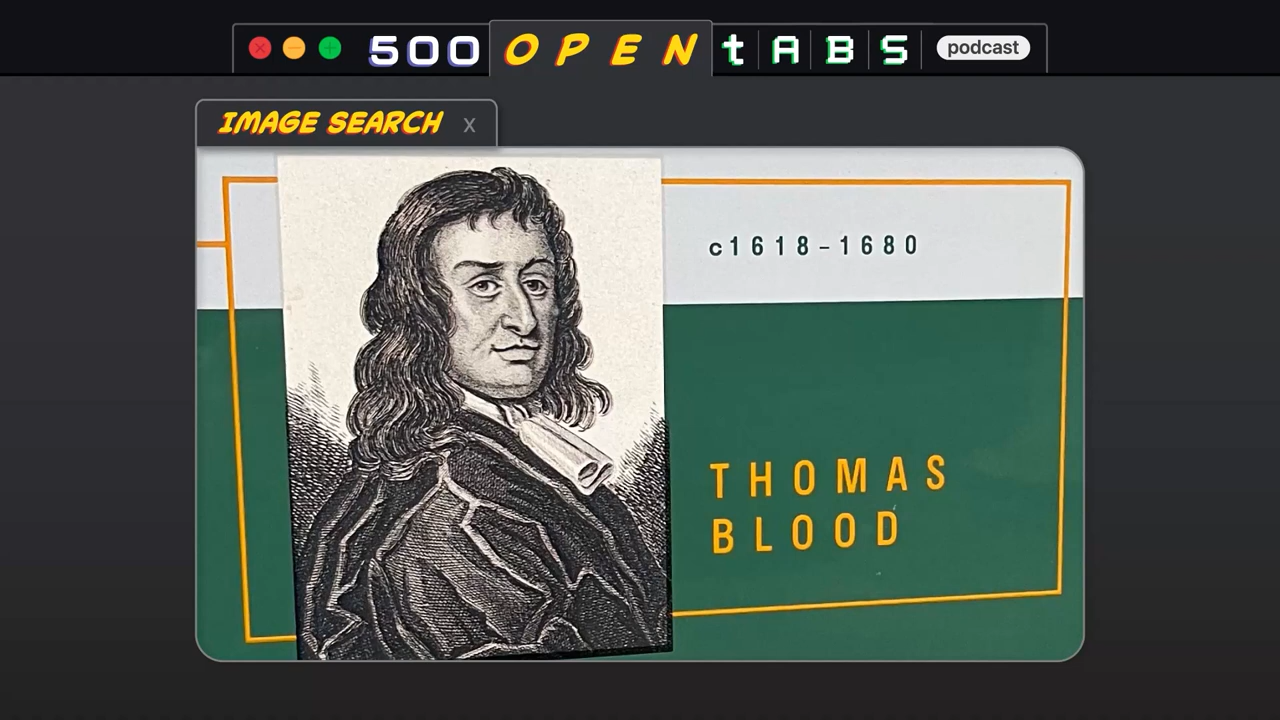 500 OPEN tABS podcast
IMAGE SEARCH X
c1618-1680
THOMAS
BLOOD